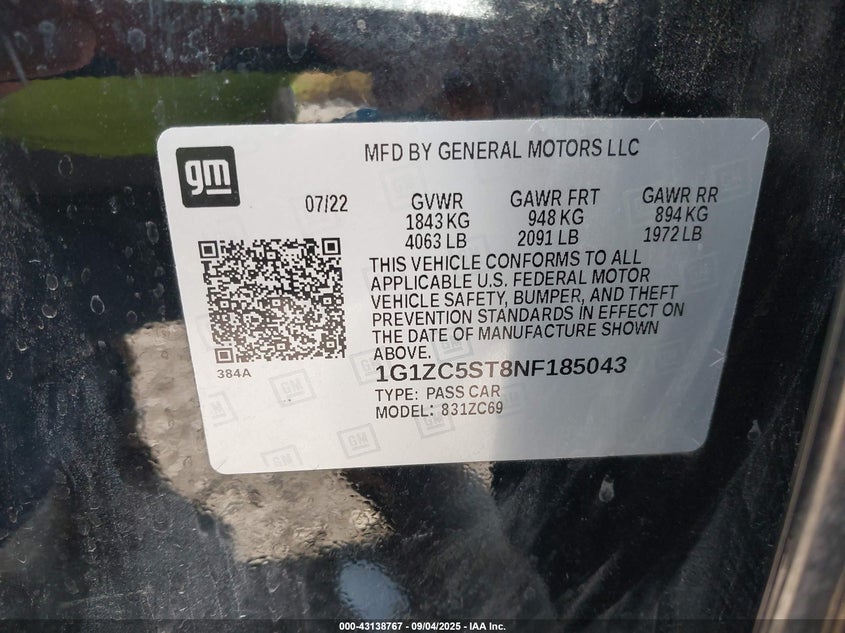 gm
MFD BY GENERAL MOTORS LLC
07/22
GVWR
1843 KG
4063 LB
GAWR FRT
948 KG
2091 LB
GAWR RR
894 KG
1972 LB
THIS VEHICLE CONFORMS TO ALL
APPLICABLE U.S. FEDERAL MOTOR
VEHICLE SAFETY, BUMPER, AND THEFT
PREVENTION STANDARDS IN EFFECT ON
THE DATE OF MANUFACTURE SHOWN
ABOVE.
384A
1G1ZC5ST8NF185043
TYPE: PASS CAR
MODEL: 831ZC69
000-43138767 - 09/04/2025 - IAA Inc.